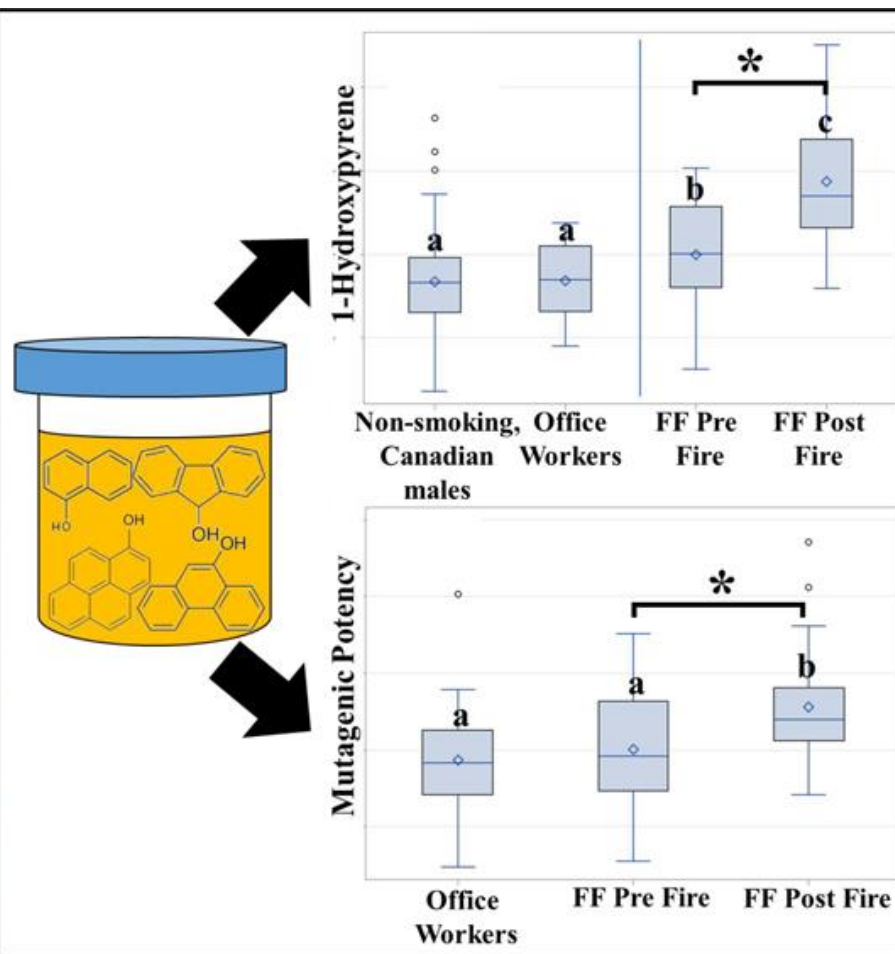 1-Hydroxypyrene
*
a
a
b
c
Non-smoking,
Canadian
males
Office
Workers
FF Pre
Fire
FF Post
Fire
HO
OH
OH
OH
Mutagenic Potency
*
a
a
b
Office
Workers
FF Pre Fire
FF Post Fire